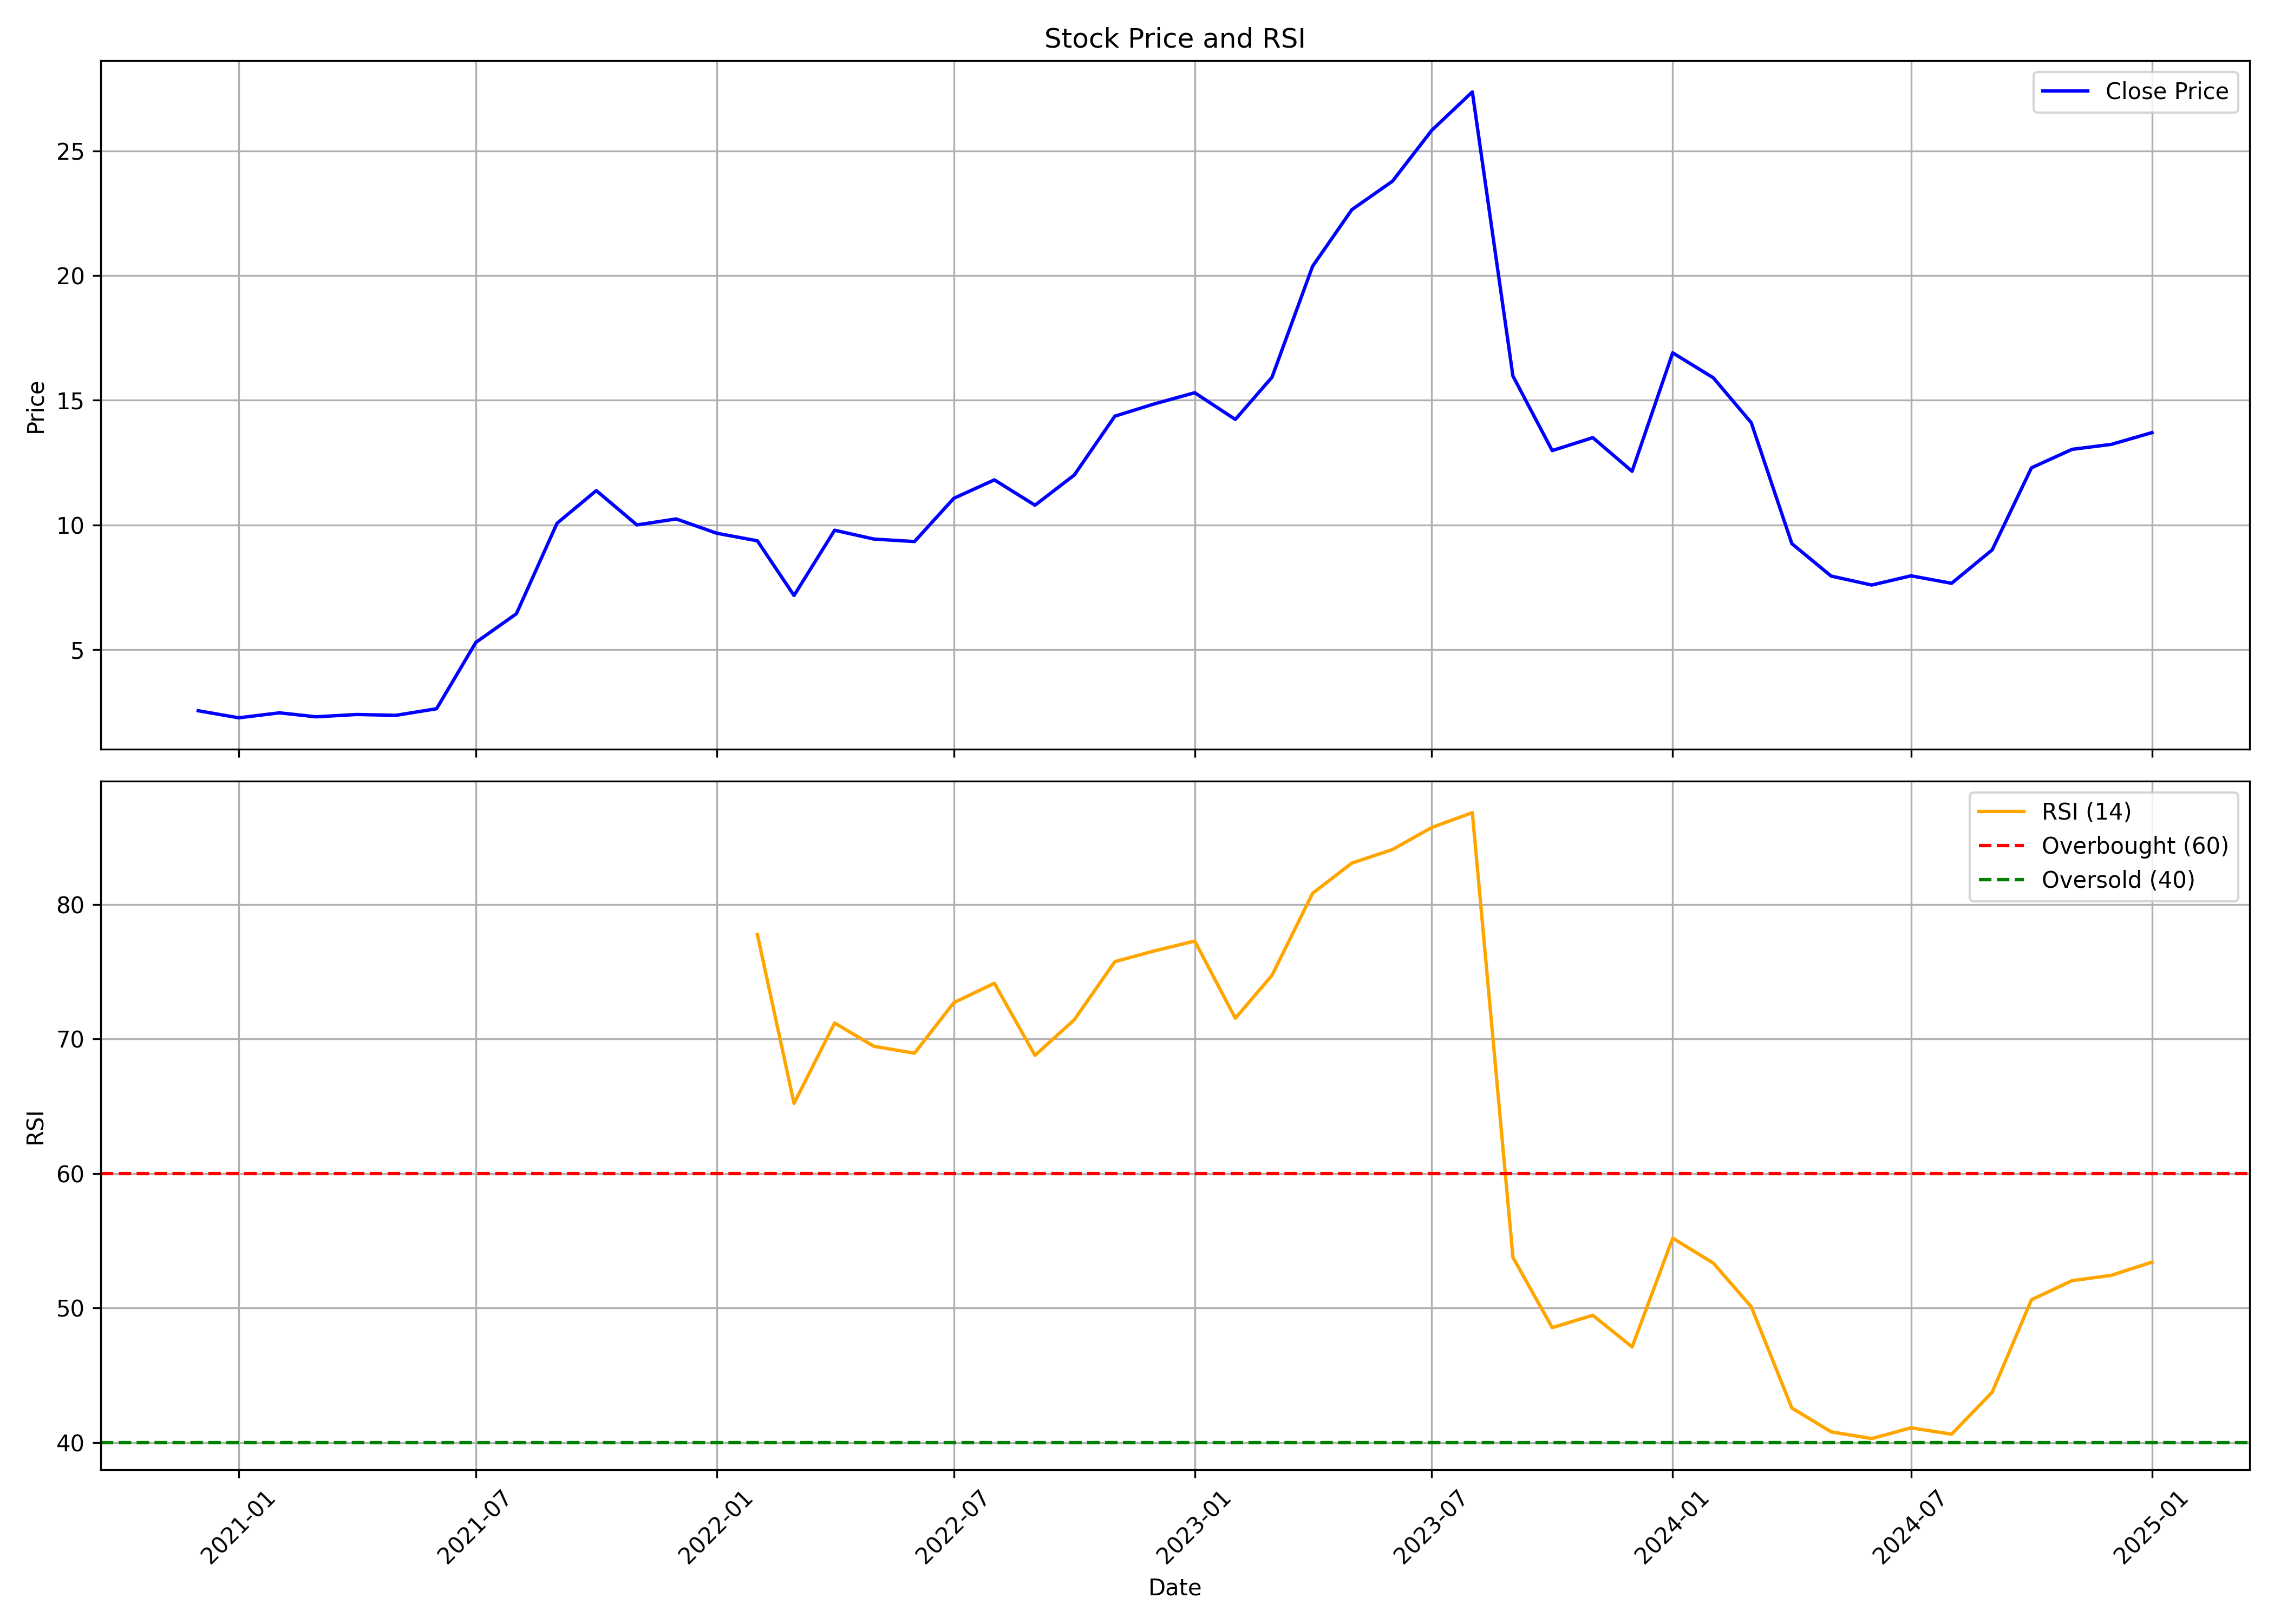 Stock Price and RSI
Close Price
25
20
15
10
5
Price
RSI (14)
Overbought (60)
Oversold (40)
80
70
60
50
40
RSI
2021-01
2021-07
2022-01
2022-07
2023-01
2023-07
2024-01
2024-07
2025-01
Date